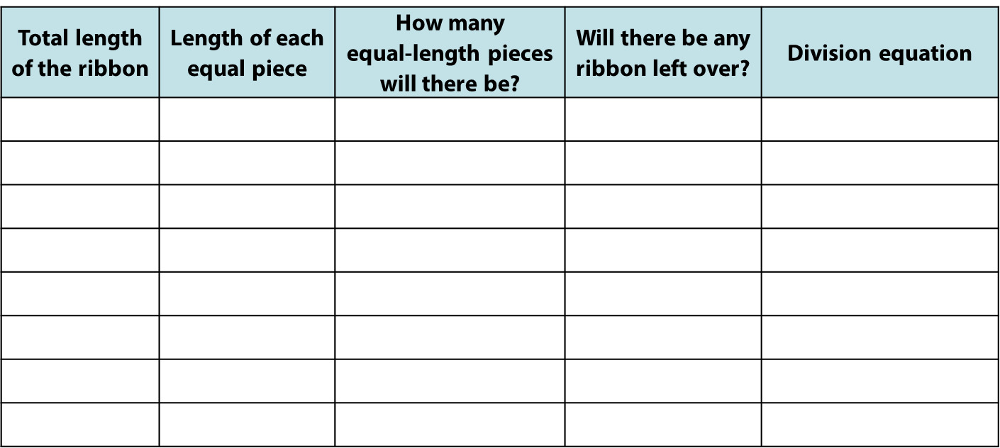 Total length
of the ribbon
Length of each
equal piece
How many
equal-length pieces
will there be?
Will there be any
ribbon left over?
Division equation